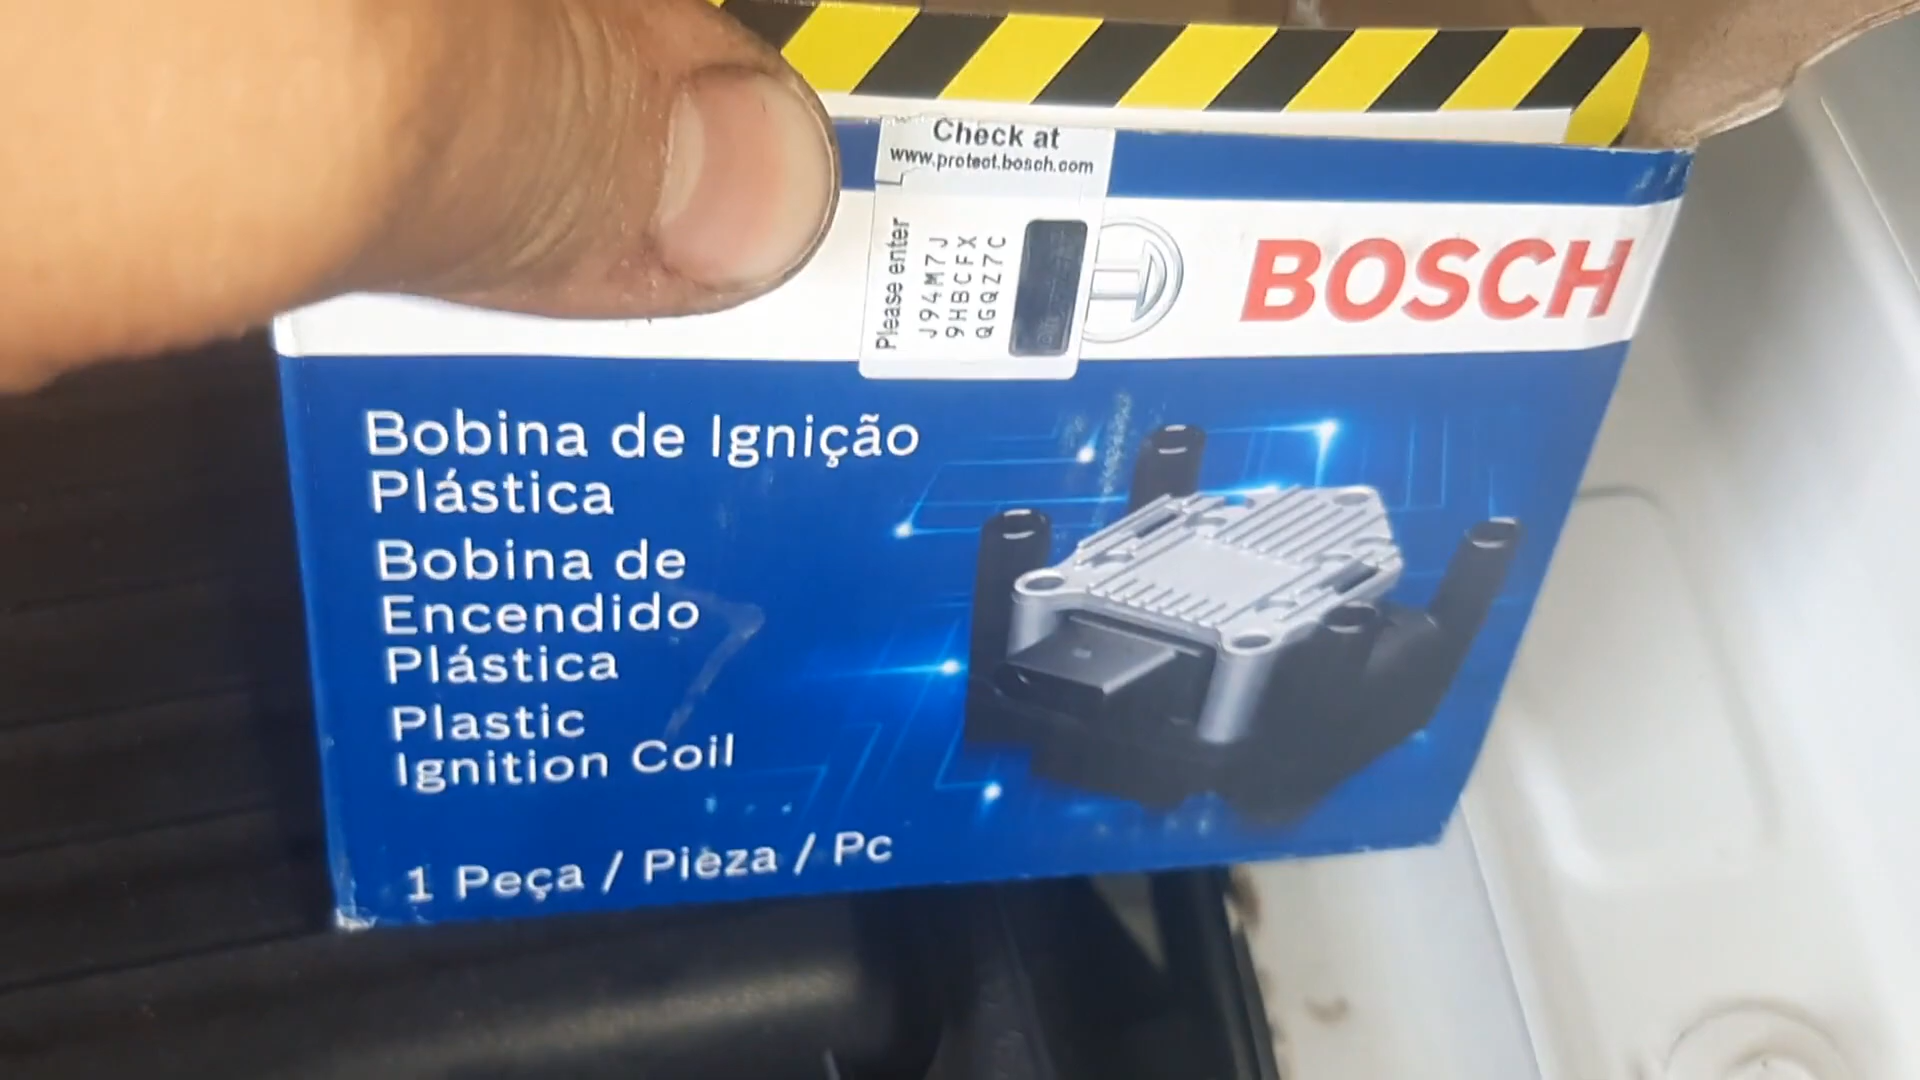 Check at
www.protect.bosch.com
Please enter
J94M7J
9HBCFX
QGQZ7C
BOSCH
Bobina de Ignição
Plástica
Bobina de
Encendido
Plástica
Plastic
Ignition Coil
1 Peça / Pieza / Pc